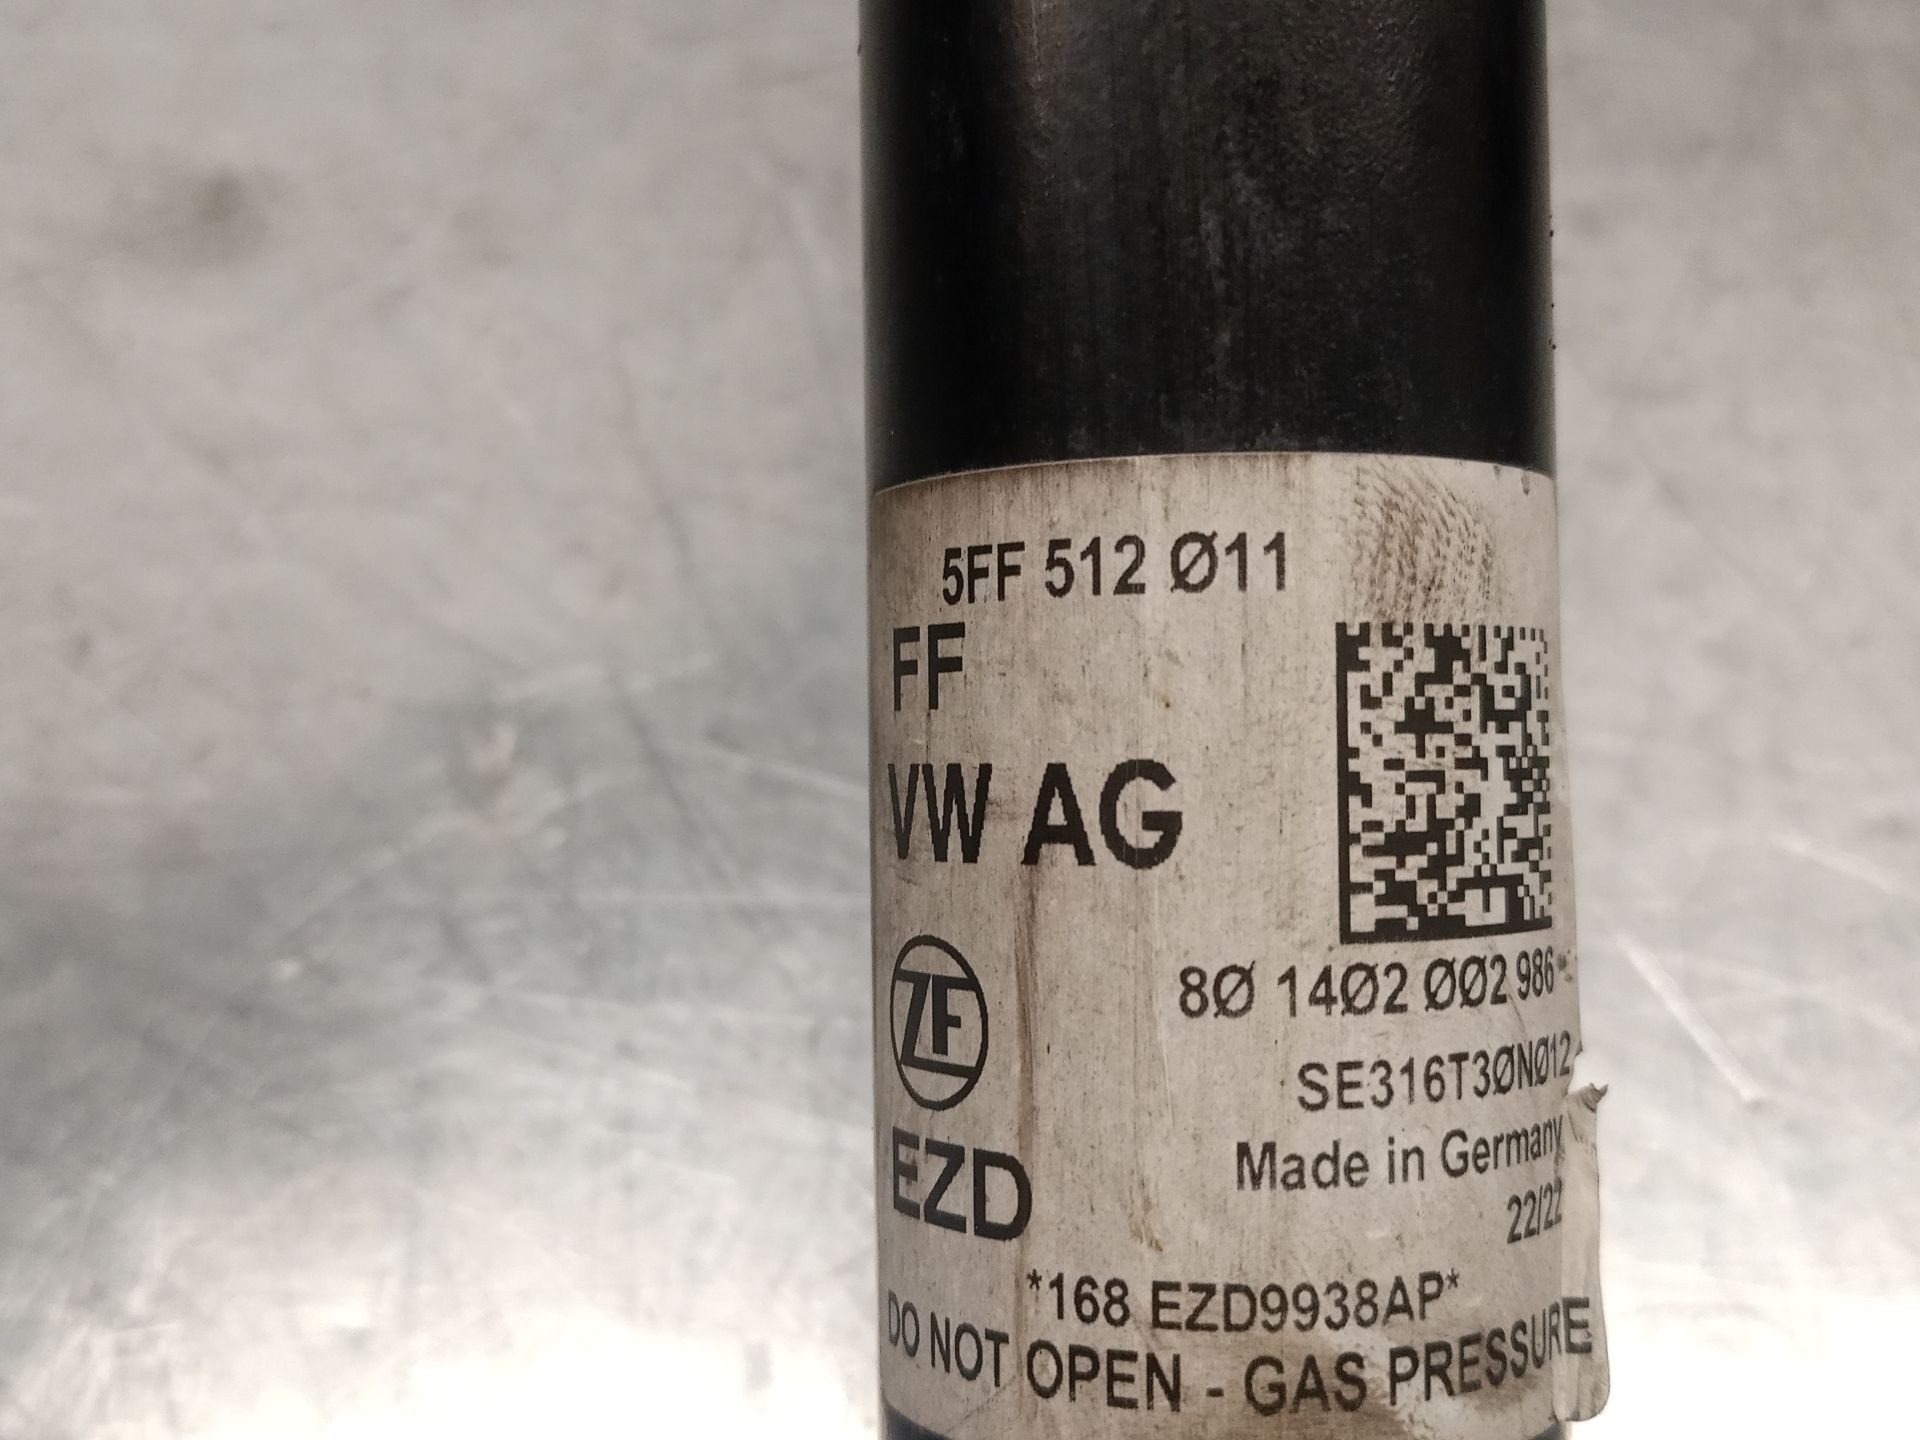 5FF 512 Ø11
FF
VW AG
8Ø 14Ø2 ØØ2 986
ZF
SE316T3ØNØ12
Made in Germany
EZD
22/22
*168 EZD9938AP*
DO NOT OPEN - GAS PRESSURE